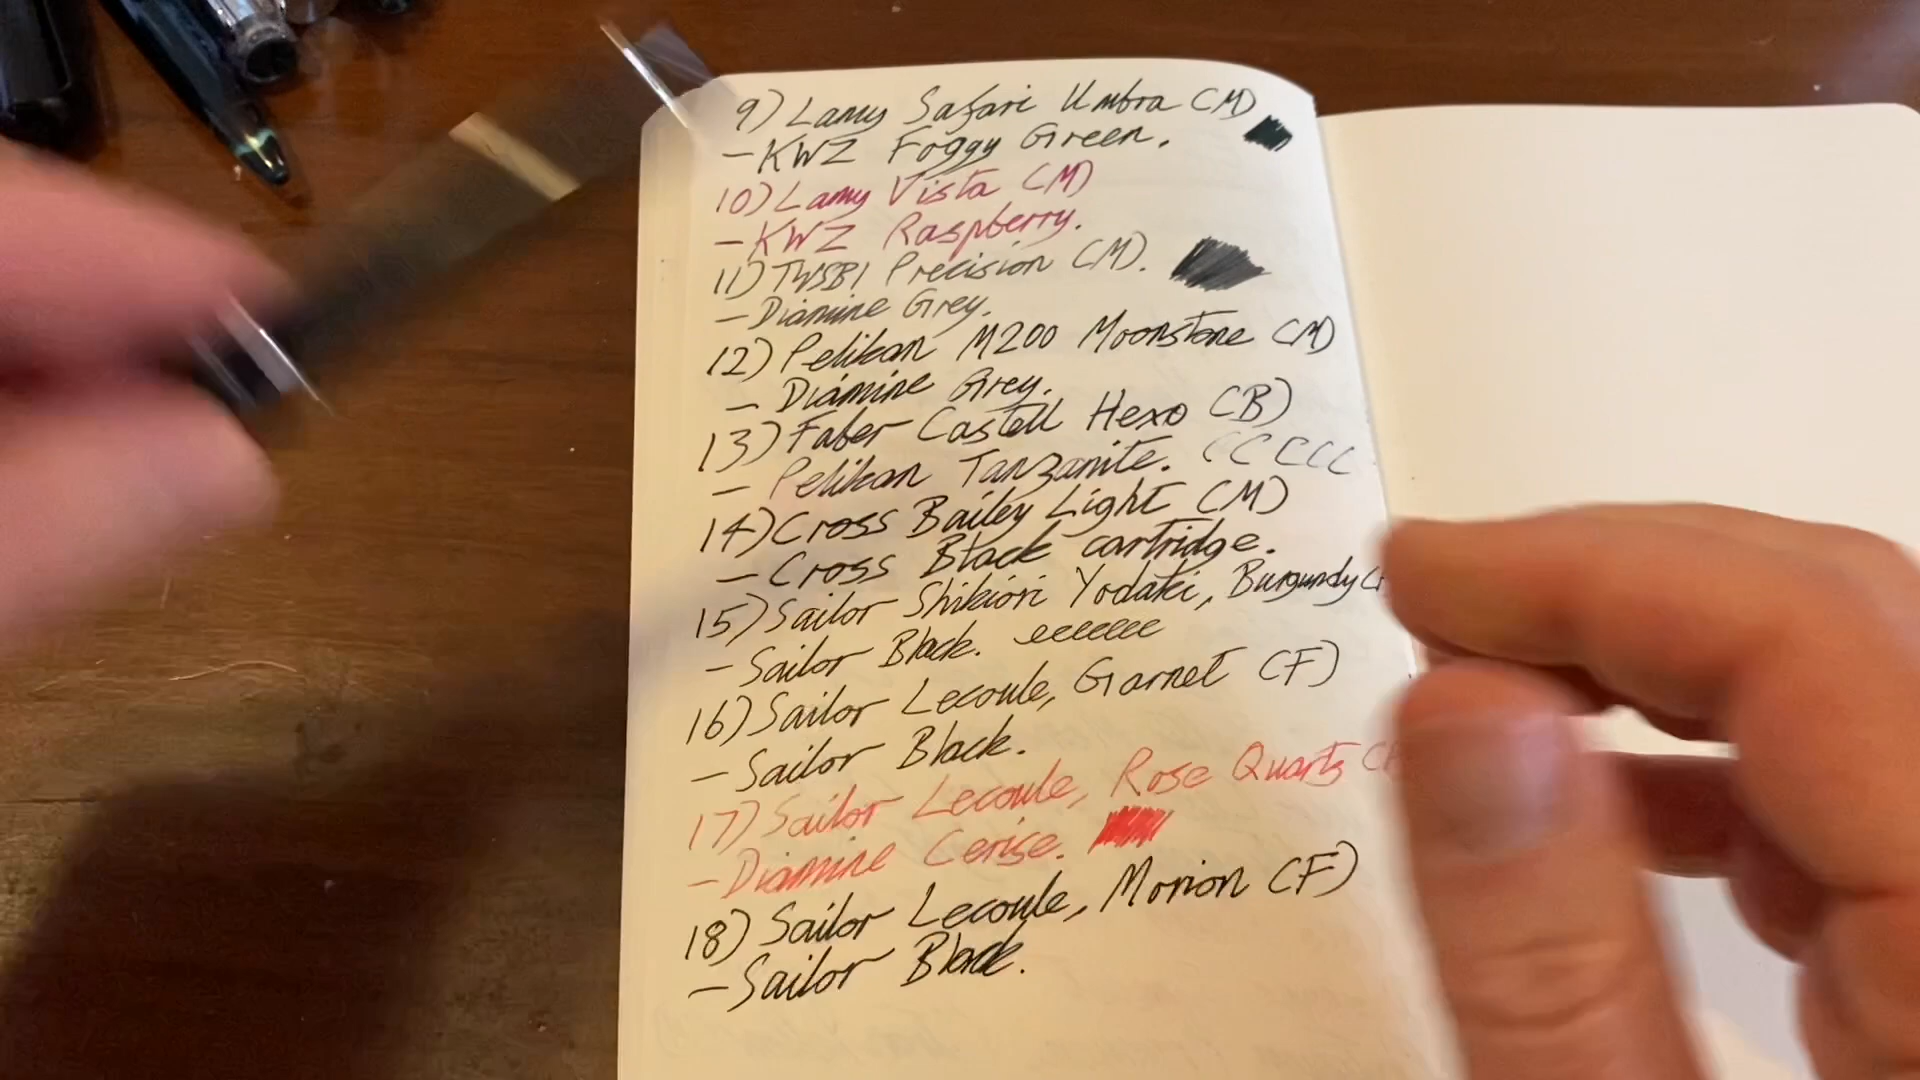 9) Lamy Safari Umbra (M)
- KWZ Foggy Green.
10) Lamy Vista (M)
- KWZ Raspberry.
11) TWSBI Precision (M).
- Diamine Grey.
12) Pelikan M200 Moonstone (M)
- Diamine Grey.
13) Faber Castell Hexo (B)
- Pelikan Tanzanite. CCCCC
14) Cross Bailey Light (M)
- Cross Black cartridge.
15) Sailor Shikiori Yodaki, Burgundy
- Sailor Black. eeeeeee
16) Sailor Lecoule, Garnet (F)
- Sailor Black.
17) Sailor Lecoule, Rose Quartz
- Diamine Cerise.
18) Sailor Lecoule, Morion (F)
- Sailor Black.